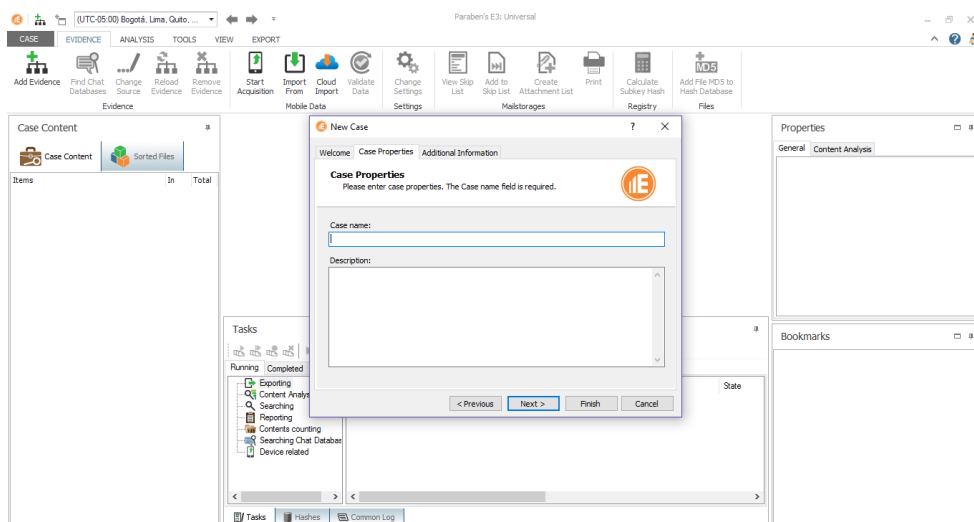 (UTC-05:00) Bogotá, Lima, Quito, ...
Paraben's E3: Universal
CASE EVIDENCE ANALYSIS TOOLS VIEW EXPORT
Add Evidence
Find Chat Databases
Change Source
Reload Evidence
Remove Evidence
Evidence
Start Acquisition
Import From
Cloud Import
Validate Data
Mobile Data
Change Settings
Settings
View Skip List
Add to Skip List
Create Attachment List
Print
Mailstorages
Calculate Subkey Hash
Registry
MD5
Add File MD5 to Hash Database
Files
Case Content
Case Content
Sorted Files
Items In Total
New Case
Welcome Case Properties Additional Information
Case Properties
Please enter case properties. The Case name field is required.
Case name:
Description:
< Previous Next > Finish Cancel
Properties
General Content Analysis
Tasks
Running Completed
State
Exporting
Content Analys
Searching
Reporting
Contents counting
Searching Chat Databas
Device related
Tasks Hashes Common Log
Bookmarks